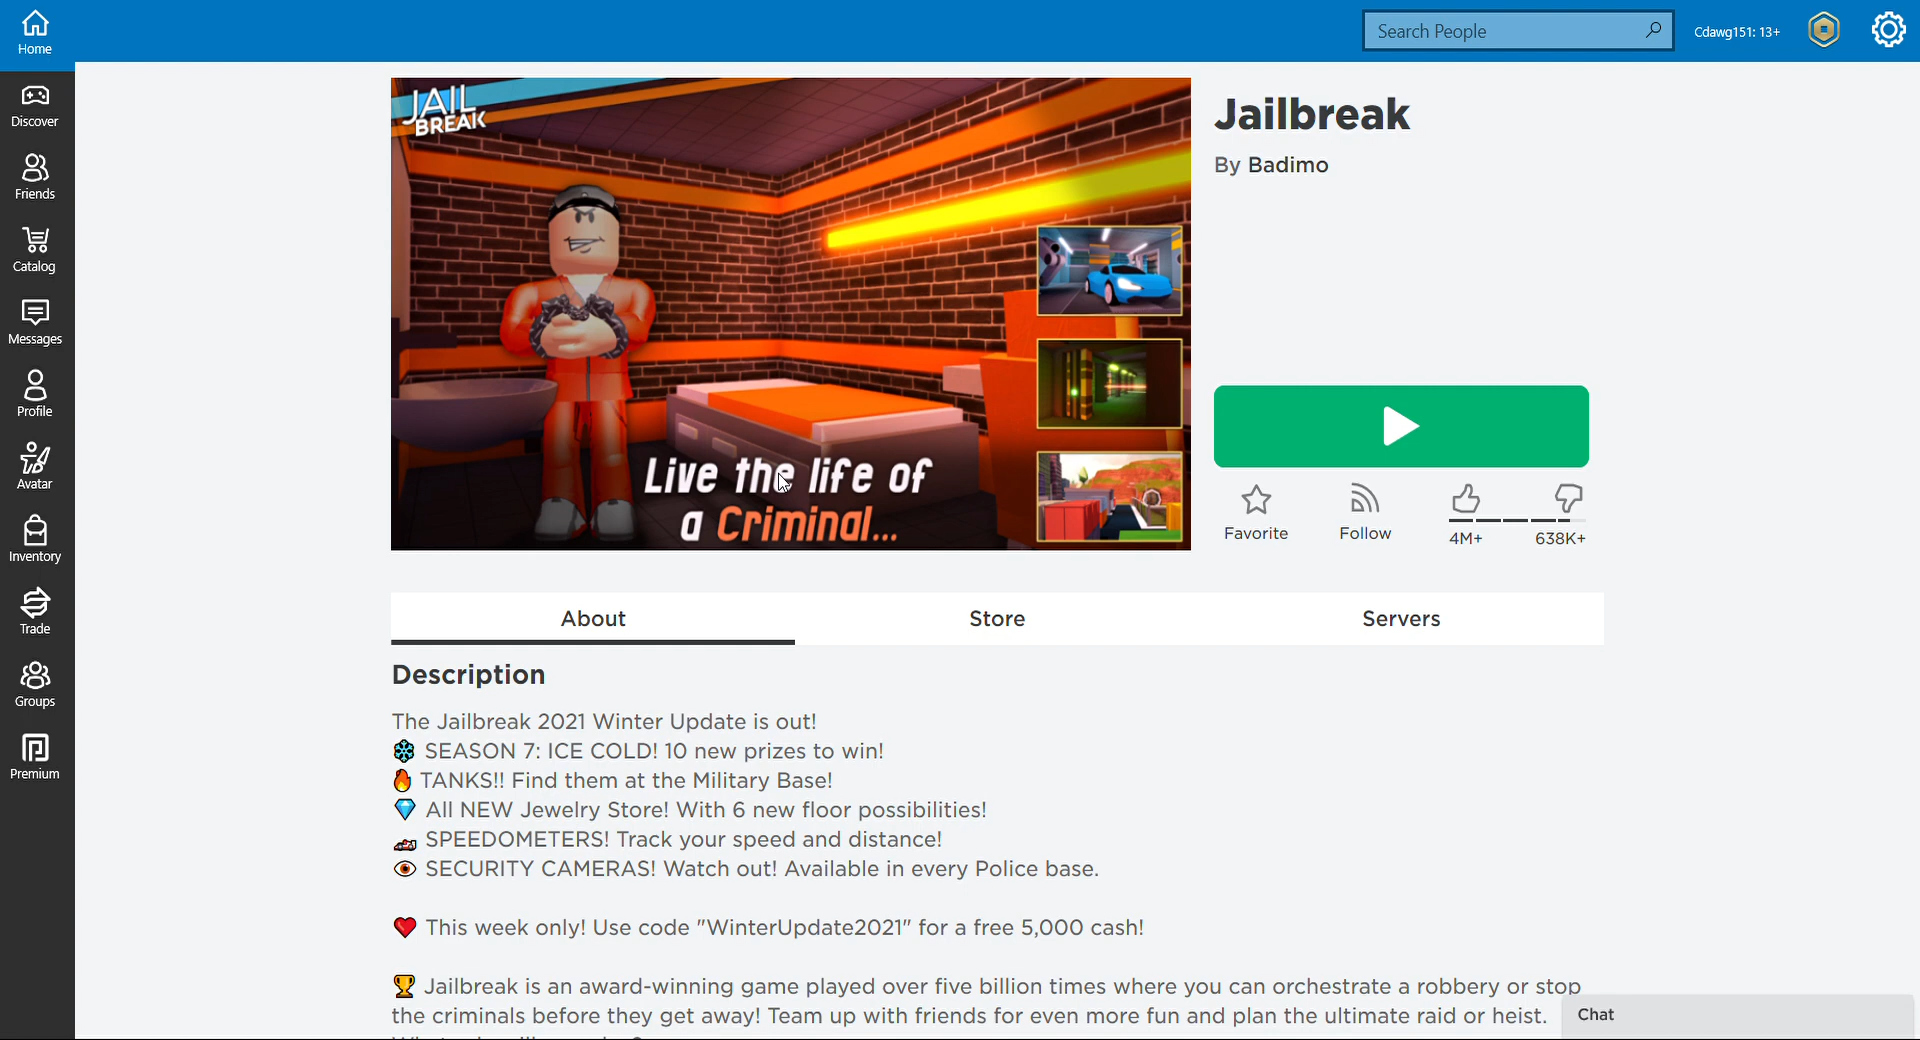 Home
Search People
Cdawg151: 13+
Discover
Friends
Catalog
Messages
Profile
Avatar
Inventory
Trade
Groups
Premium
JAIL
BREAK
Live the life of
a Criminal...
Jailbreak
By Badimo
Favorite
Follow
4M+
638K+
About
Store
Servers
Description
The Jailbreak 2021 Winter Update is out!
❄️ SEASON 7: ICE COLD! 10 new prizes to win!
🔥 TANKS!! Find them at the Military Base!
💎 All NEW Jewelry Store! With 6 new floor possibilities!
🏎️ SPEEDOMETERS! Track your speed and distance!
👁️ SECURITY CAMERAS! Watch out! Available in every Police base.
❤️ This week only! Use code "WinterUpdate2021" for a free 5,000 cash!
🏆 Jailbreak is an award-winning game played over five billion times where you can orchestrate a robbery or stop
the criminals before they get away! Team up with friends for even more fun and plan the ultimate raid or heist.
Chat